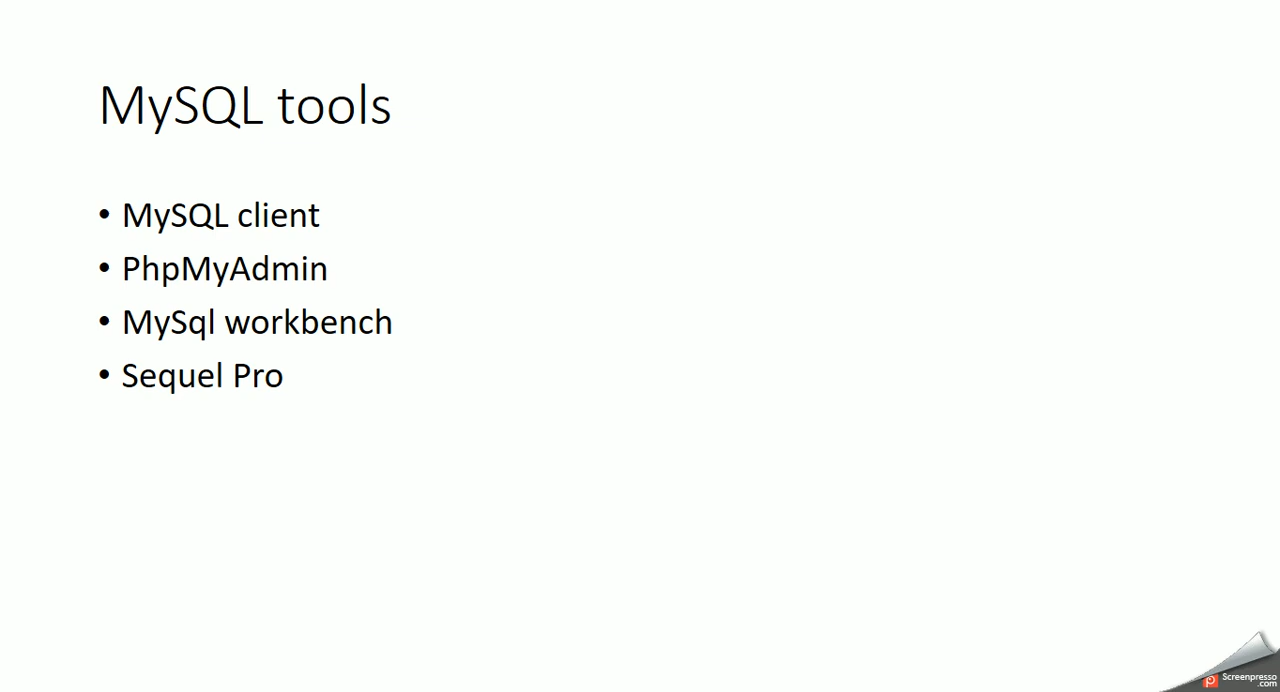 MySQL tools
• MySQL client
• PhpMyAdmin
• MySql workbench
• Sequel Pro
Screenpresso
.com